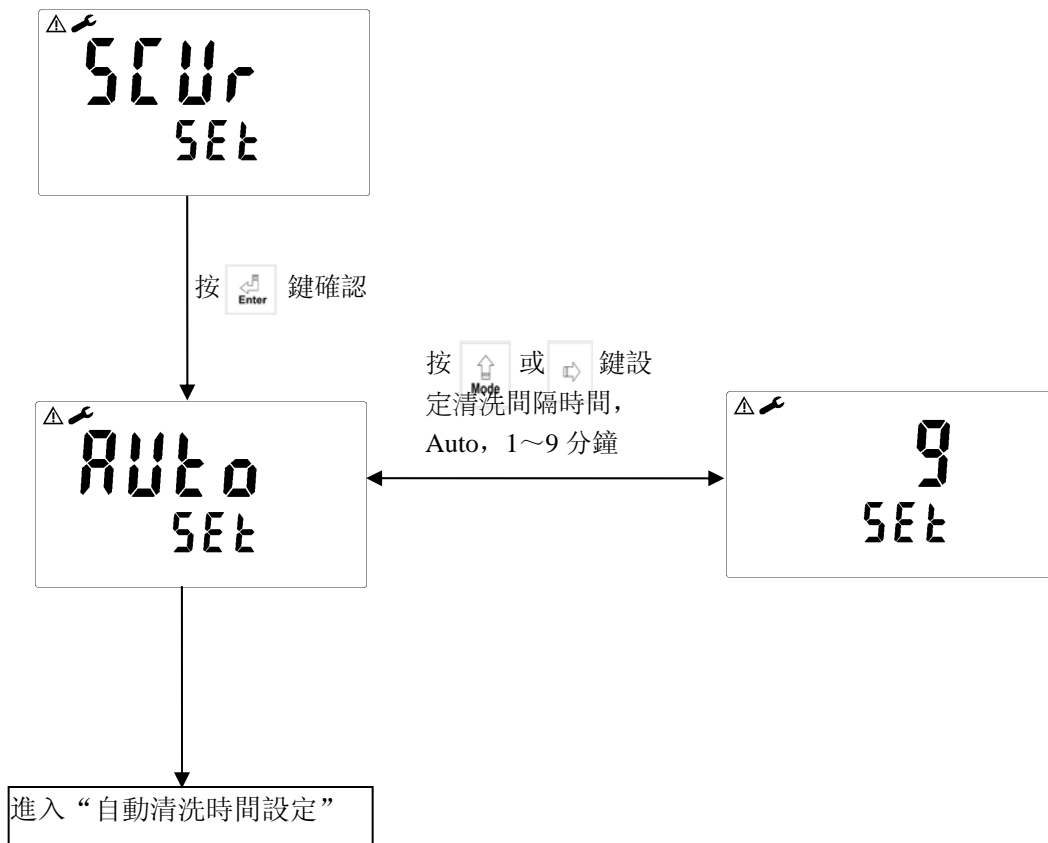 SCUr
SEt
按 Enter 鍵確認
按 Mode 或 鍵設
定清洗間隔時間，
Auto，1～9 分鐘
AUto
SEt
9
SEt
進入“自動清洗時間設定”